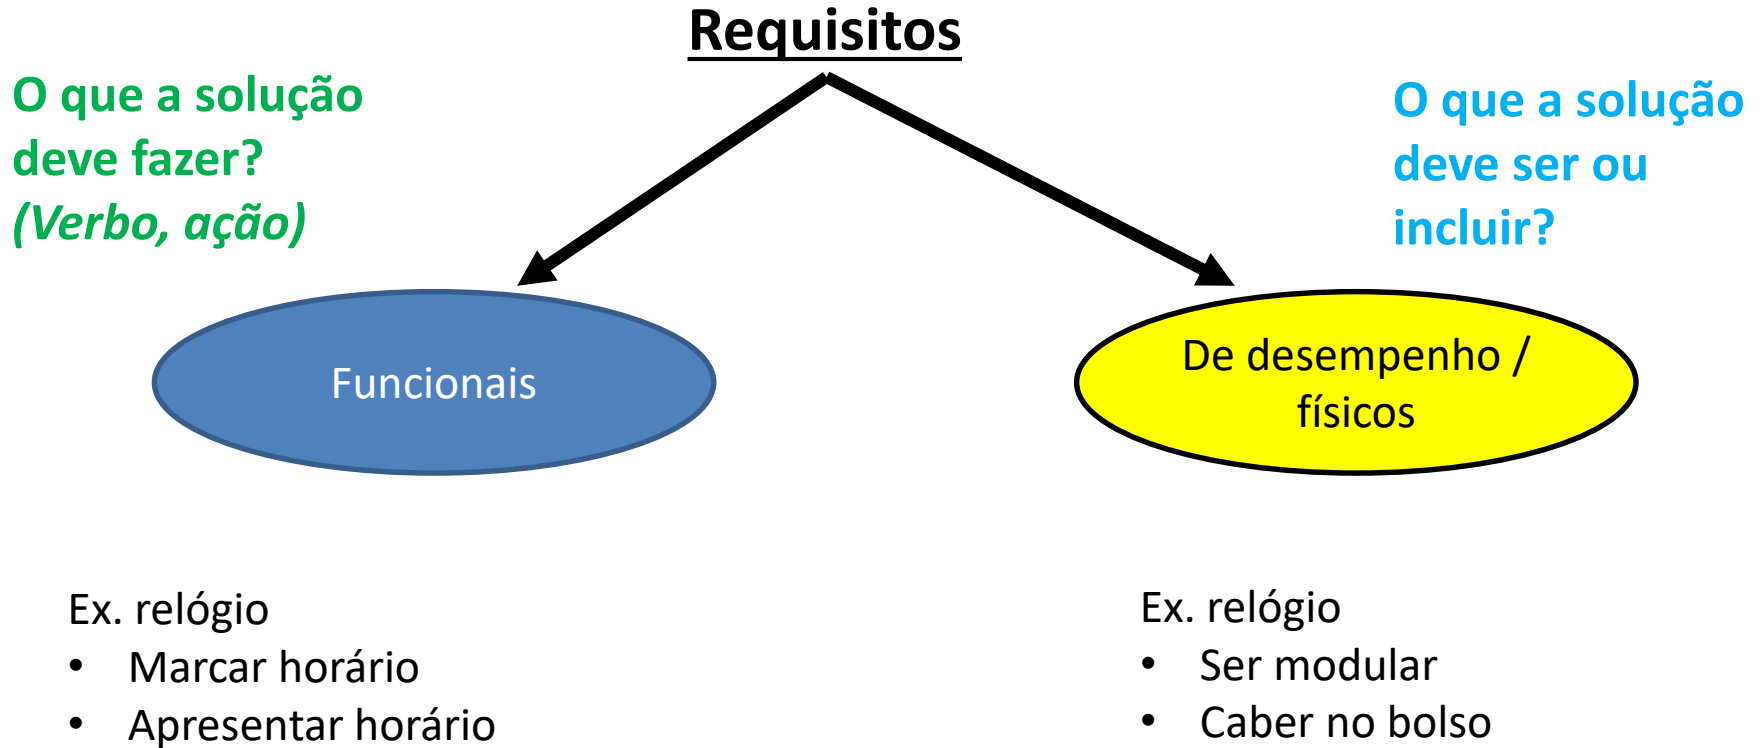 Requisitos
O que a solução
deve fazer?
(Verbo, ação)
O que a solução
deve ser ou
incluir?
Funcionais
De desempenho /
físicos
Ex. relógio
• Marcar horário
• Apresentar horário
Ex. relógio
• Ser modular
• Caber no bolso